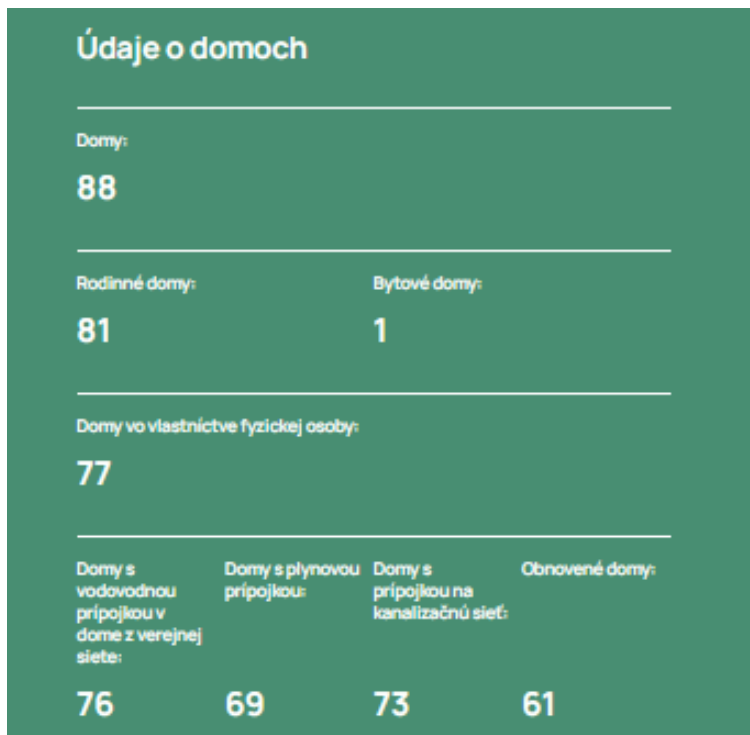 Údaje o domoch
Domy:
88
Rodinné domy:
81
Bytové domy:
1
Domy vo vlastníctve fyzickej osoby:
77
Domy s
vodovodnou
prípojkou v
dome z verejnej
siete:
76
Domy s plynovou
prípojkou:
69
Domy s
prípojkou na
kanalizačnú sieť:
73
Obnovené domy:
61